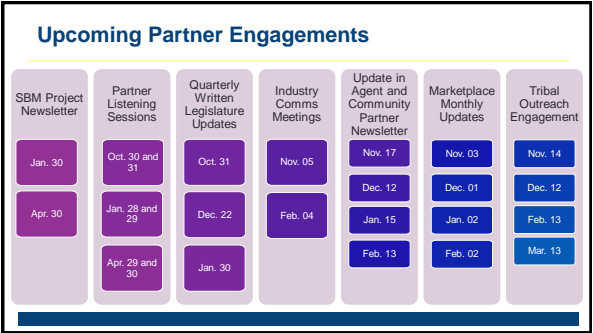 Upcoming Partner Engagements
SBM Project
Newsletter
Jan. 30
Apr. 30
Partner
Listening
Sessions
Oct. 30 and
31
Jan. 28 and
29
Apr. 29 and
30
Quarterly
Written
Legislature
Updates
Oct. 31
Dec. 22
Jan. 30
Industry
Comms
Meetings
Nov. 05
Feb. 04
Update in
Agent and
Community
Partner
Newsletter
Nov. 17
Dec. 12
Jan. 15
Feb. 13
Marketplace
Monthly
Updates
Nov. 03
Dec. 01
Jan. 02
Feb. 02
Tribal
Outreach
Engagement
Nov. 14
Dec. 12
Feb. 13
Mar. 13